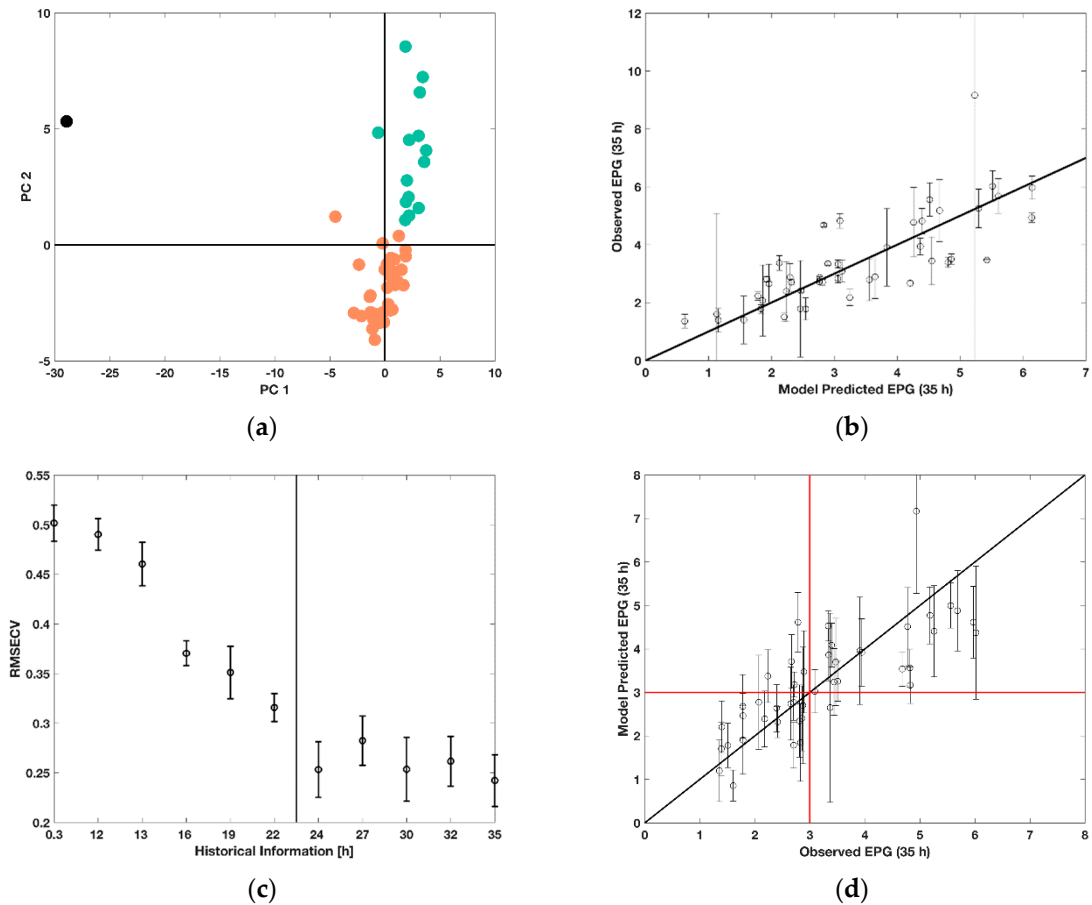 10
5
0
-5
PC 2
-30 -25 -20 -15 -10 -5 0 5 10
PC 1
(a)
12
10
8
6
4
2
0
Observed EPG (35 h)
0 1 2 3 4 5 6 7
Model Predicted EPG (35 h)
(b)
0.55
0.5
0.45
0.4
0.35
0.3
0.25
0.2
RMSECV
0.3 12 13 16 19 22 24 27 30 32 35
Historical Information [h]
(c)
8
7
6
5
4
3
2
1
0
Model Predicted EPG (35 h)
0 1 2 3 4 5 6 7 8
Observed EPG (35 h)
(d)